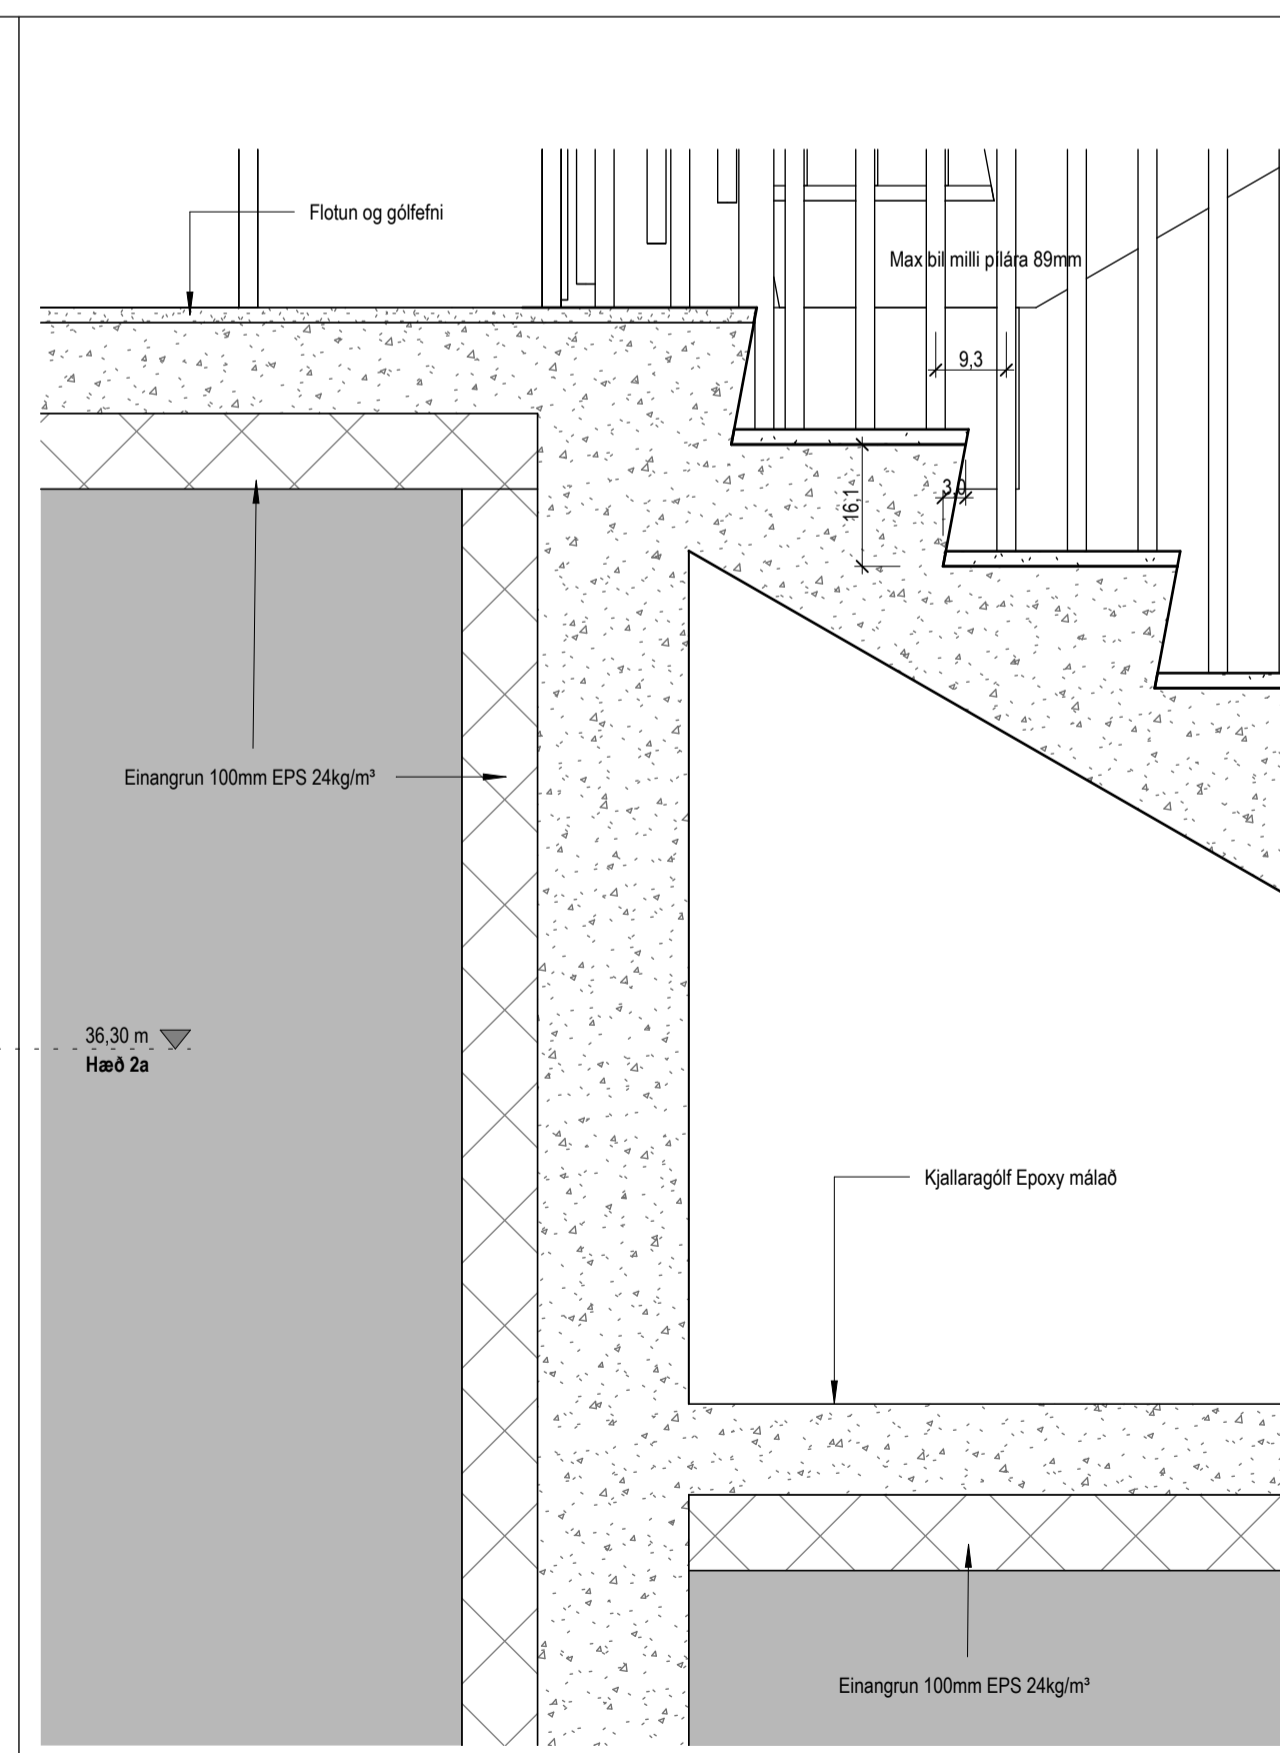 Flotun og gólfefni
Max bil milli pílára 89mm
9,3
16,1
3,0
Einangrun 100mm EPS 24kg/m³
36,30 m
Hæð 2a
Kjallaragólf Epoxy málað
Einangrun 100mm EPS 24kg/m³